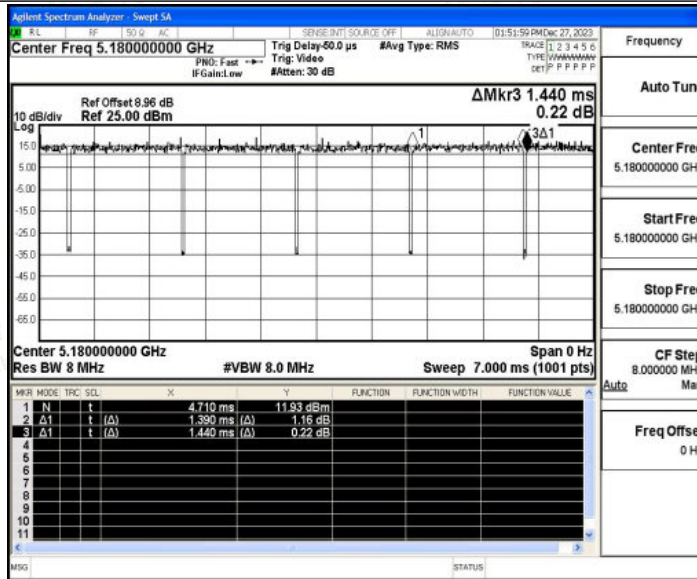 Agilent Spectrum Analyzer - Swept SA
RL RF 50 Ω AC SENSE:INT SOURCE OFF ALIGNAUTO 01:51:59 PM Dec 27, 2023
Center Freq 5.180000000 GHz
PNO: Fast
IFGain:Low
Trig Delay-50.0 µs
Trig: Video
#Atten: 30 dB
#Avg Type: RMS
TRACE 1 2 3 4 5 6
TYPE
DET P P P P P P
ΔMkr3 1.440 ms
0.22 dB
Ref Offset 8.96 dB
10 dB/div Ref 25.00 dBm
Log
1 3Δ1
15.0
5.00
-5.00
-15.0
-25.0
-35.0
-45.0
-55.0
-65.0
Center 5.180000000 GHz Span 0 Hz
Res BW 8 MHz #VBW 8.0 MHz Sweep 7.000 ms (1001 pts)
MKR MODE TRC SCL X Y FUNCTION FUNCTION WIDTH FUNCTION VALUE
1 N t 4.710 ms 11.93 dBm
2 Δ1 t (Δ) 1.390 ms (Δ) 1.16 dB
3 Δ1 t (Δ) 1.440 ms (Δ) 0.22 dB
4
5
6
7
8
9
10
11
MSG STATUS
Frequency
Auto Tun
Center Fre
5.180000000 GH
Start Fre
5.180000000 GH
Stop Fre
5.180000000 GH
CF Ste
8.000000 MH
Auto Ma
Freq Offse
0 H